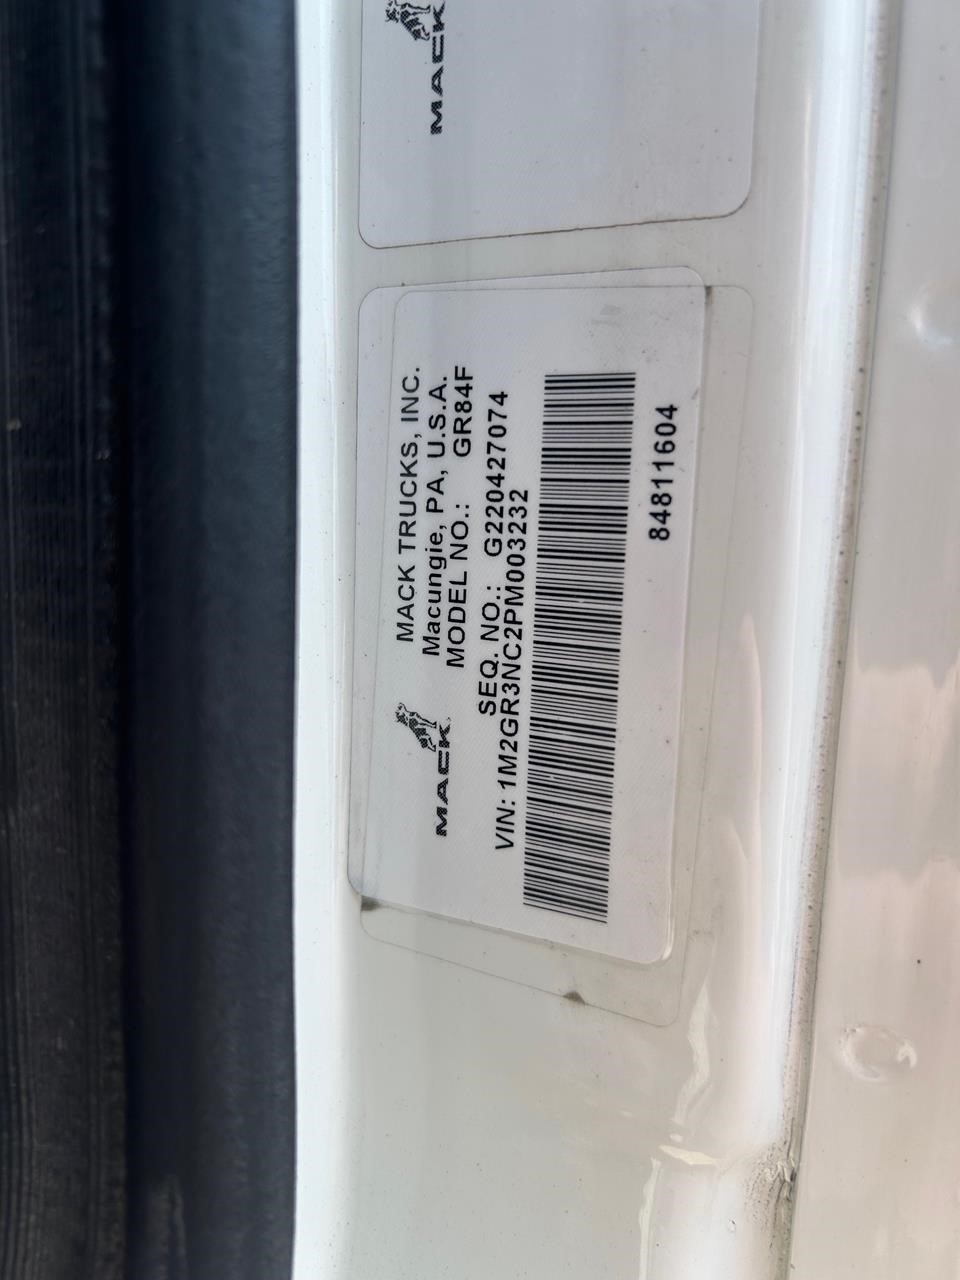 MACK
MACK TRUCKS, INC.
Macungie, PA, U.S.A.
MODEL NO.: GR84F
MACK
SEQ. NO.: G220427074
VIN: 1M2GR3NC2PM003232
84811604